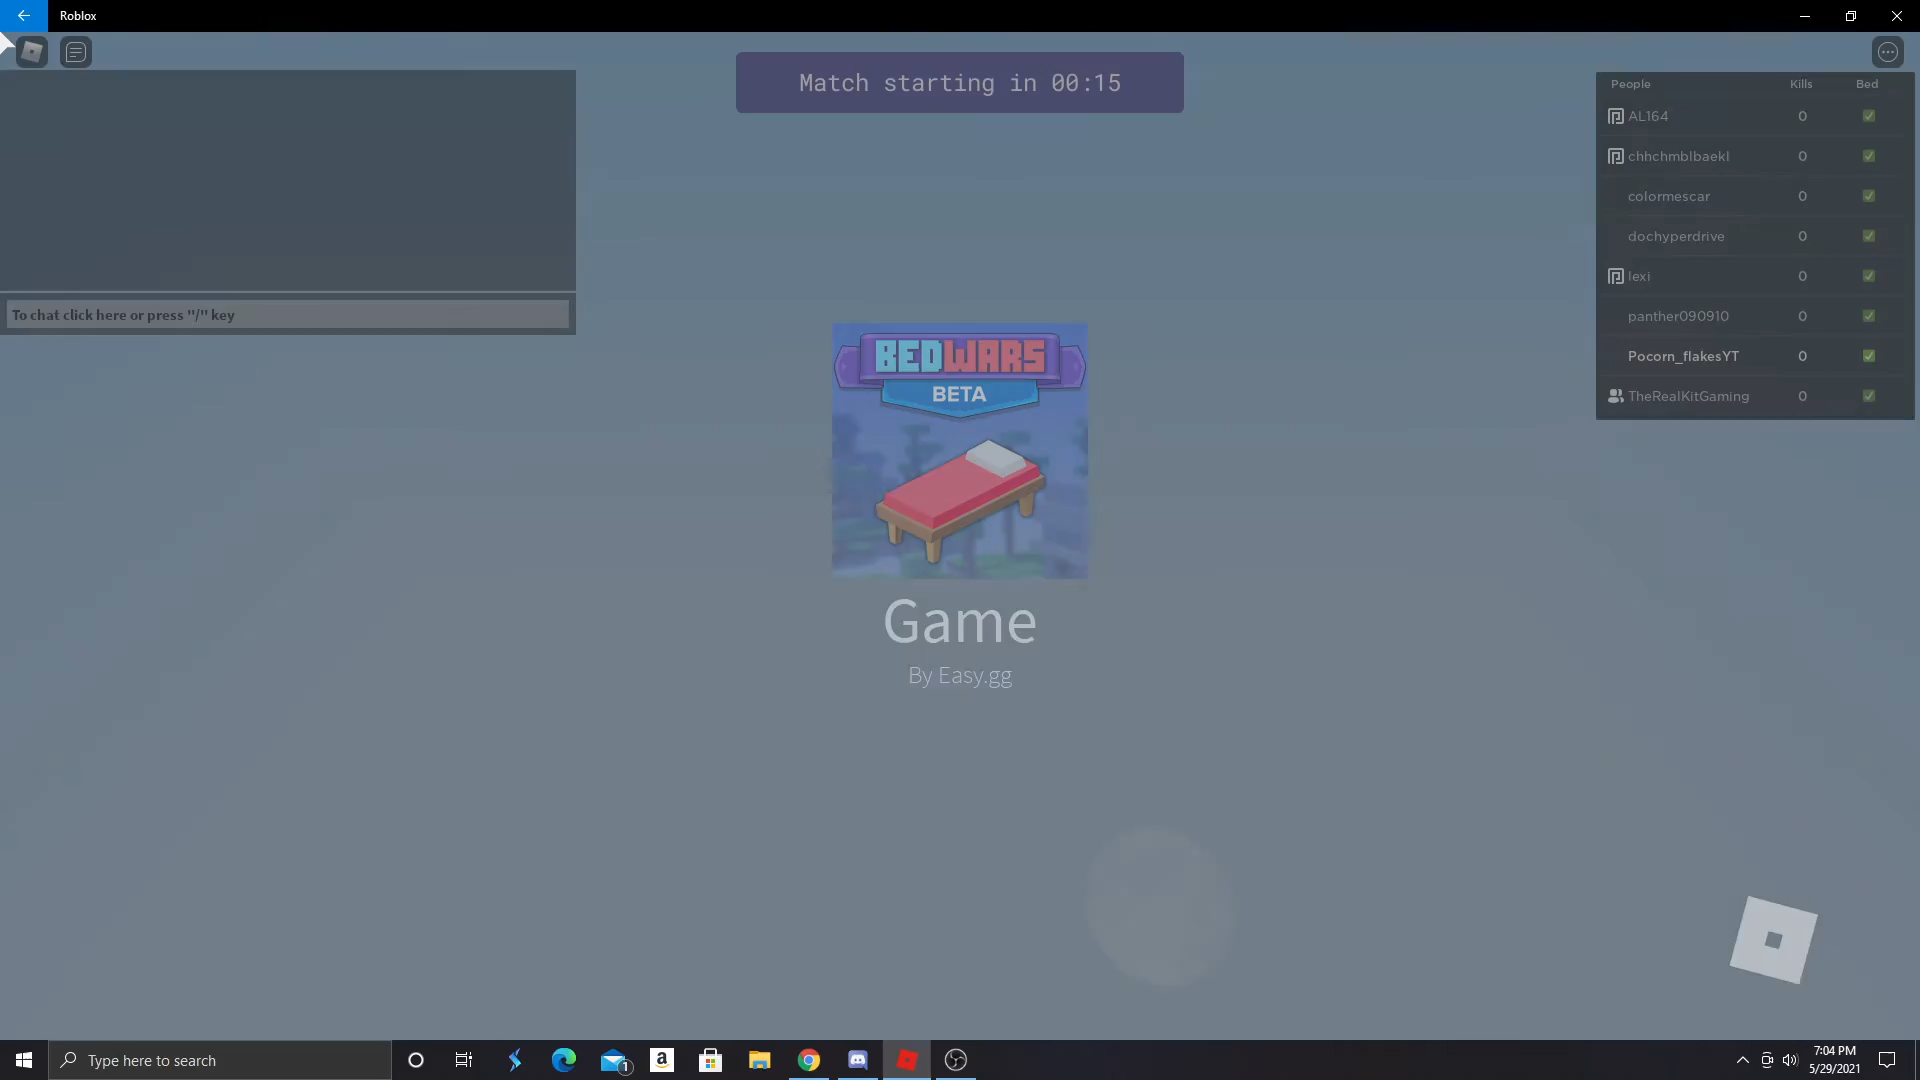 Roblox
Match starting in 00:15
People Kills Bed
AL164 0
chhchmblbaekl 0
colormescar 0
dochyperdrive 0
lexi 0
panther090910 0
Pocorn_flakesYT 0
TheRealKitGaming 0
To chat click here or press "/" key
BEDWARS
BETA
Game
By Easy.gg
Type here to search
1
a
7:04 PM
5/29/2021